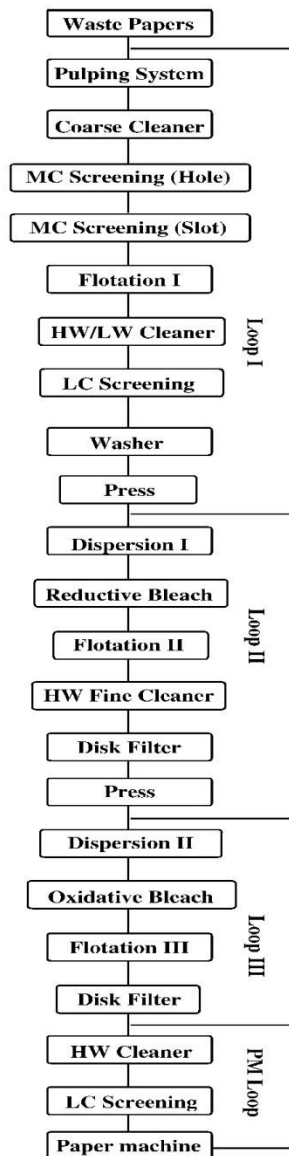 Waste Papers
Pulping System
Coarse Cleaner
MC Screening (Hole)
MC Screening (Slot)
Flotation I
HW/LW Cleaner
LC Screening
Washer
Press
Loop I
Dispersion I
Reductive Bleach
Flotation II
HW Fine Cleaner
Disk Filter
Press
Loop II
Dispersion II
Oxidative Bleach
Flotation III
Disk Filter
Loop III
HW Cleaner
LC Screening
Paper machine
PM Loop